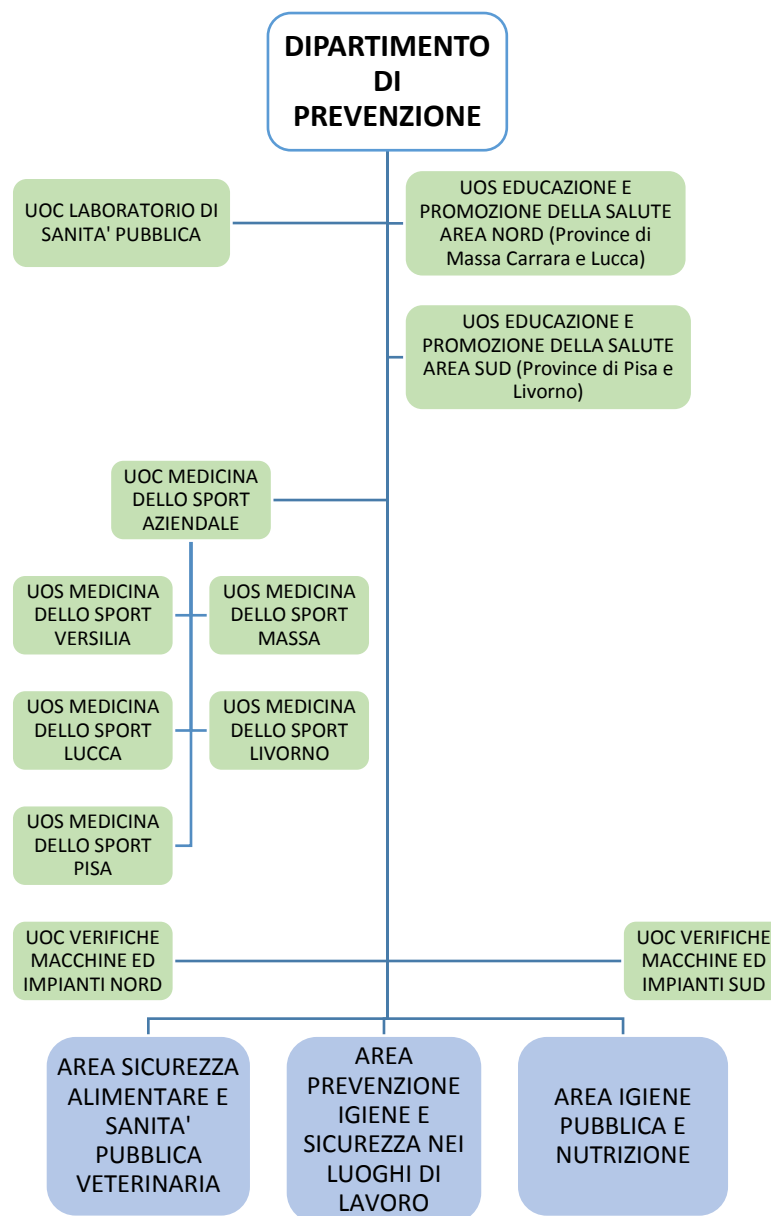 DIPARTIMENTO
DI
PREVENZIONE
UOC LABORATORIO DI
SANITA' PUBBLICA
UOS EDUCAZIONE E
PROMOZIONE DELLA SALUTE
AREA NORD (Province di
Massa Carrara e Lucca)
UOS EDUCAZIONE E
PROMOZIONE DELLA SALUTE
AREA SUD (Province di Pisa e
Livorno)
UOC MEDICINA
DELLO SPORT
AZIENDALE
UOS MEDICINA
DELLO SPORT
VERSILIA
UOS MEDICINA
DELLO SPORT
MASSA
UOS MEDICINA
DELLO SPORT
LUCCA
UOS MEDICINA
DELLO SPORT
LIVORNO
UOS MEDICINA
DELLO SPORT
PISA
UOC VERIFICHE
MACCHINE ED
IMPIANTI NORD
UOC VERIFICHE
MACCHINE ED
IMPIANTI SUD
AREA SICUREZZA
ALIMENTARE E
SANITA'
PUBBLICA
VETERINARIA
AREA
PREVENZIONE
IGIENE E
SICUREZZA NEI
LUOGHI DI
LAVORO
AREA IGIENE
PUBBLICA E
NUTRIZIONE